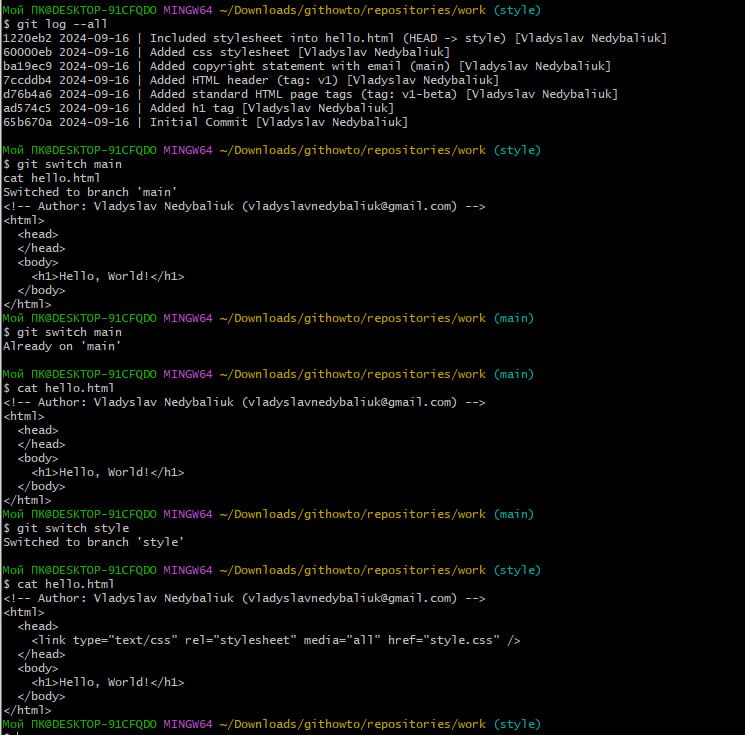 Мой ПК@DESKTOP-91CFQDO MINGW64 ~/Downloads/githowto/repositories/work (style)
$ git log --all
1220eb2 2024-09-16 | Included stylesheet into hello.html (HEAD -> style) [Vladyslav Nedybaliuk]
60000eb 2024-09-16 | Added css stylesheet [Vladyslav Nedybaliuk]
ba19ec9 2024-09-16 | Added copyright statement with email (main) [Vladyslav Nedybaliuk]
7ccddb4 2024-09-16 | Added HTML header (tag: v1) [Vladyslav Nedybaliuk]
d76b4a6 2024-09-16 | Added standard HTML page tags (tag: v1-beta) [Vladyslav Nedybaliuk]
ad574c5 2024-09-16 | Added h1 tag [Vladyslav Nedybaliuk]
65b670a 2024-09-16 | Initial Commit [Vladyslav Nedybaliuk]
Мой ПК@DESKTOP-91CFQDO MINGW64 ~/Downloads/githowto/repositories/work (style)
$ git switch main
cat hello.html
Switched to branch 'main'
<!-- Author: Vladyslav Nedybaliuk (vladyslavnedybaliuk@gmail.com) -->
<html>
  <head>
  </head>
  <body>
    <h1>Hello, World!</h1>
  </body>
</html>
Мой ПК@DESKTOP-91CFQDO MINGW64 ~/Downloads/githowto/repositories/work (main)
$ git switch main
Already on 'main'
Мой ПК@DESKTOP-91CFQDO MINGW64 ~/Downloads/githowto/repositories/work (main)
$ cat hello.html
<!-- Author: Vladyslav Nedybaliuk (vladyslavnedybaliuk@gmail.com) -->
<html>
  <head>
  </head>
  <body>
    <h1>Hello, World!</h1>
  </body>
</html>
Мой ПК@DESKTOP-91CFQDO MINGW64 ~/Downloads/githowto/repositories/work (main)
$ git switch style
Switched to branch 'style'
Мой ПК@DESKTOP-91CFQDO MINGW64 ~/Downloads/githowto/repositories/work (style)
$ cat hello.html
<!-- Author: Vladyslav Nedybaliuk (vladyslavnedybaliuk@gmail.com) -->
<html>
  <head>
    <link type="text/css" rel="stylesheet" media="all" href="style.css" />
  </head>
  <body>
    <h1>Hello, World!</h1>
  </body>
</html>
Мой ПК@DESKTOP-91CFQDO MINGW64 ~/Downloads/githowto/repositories/work (style)